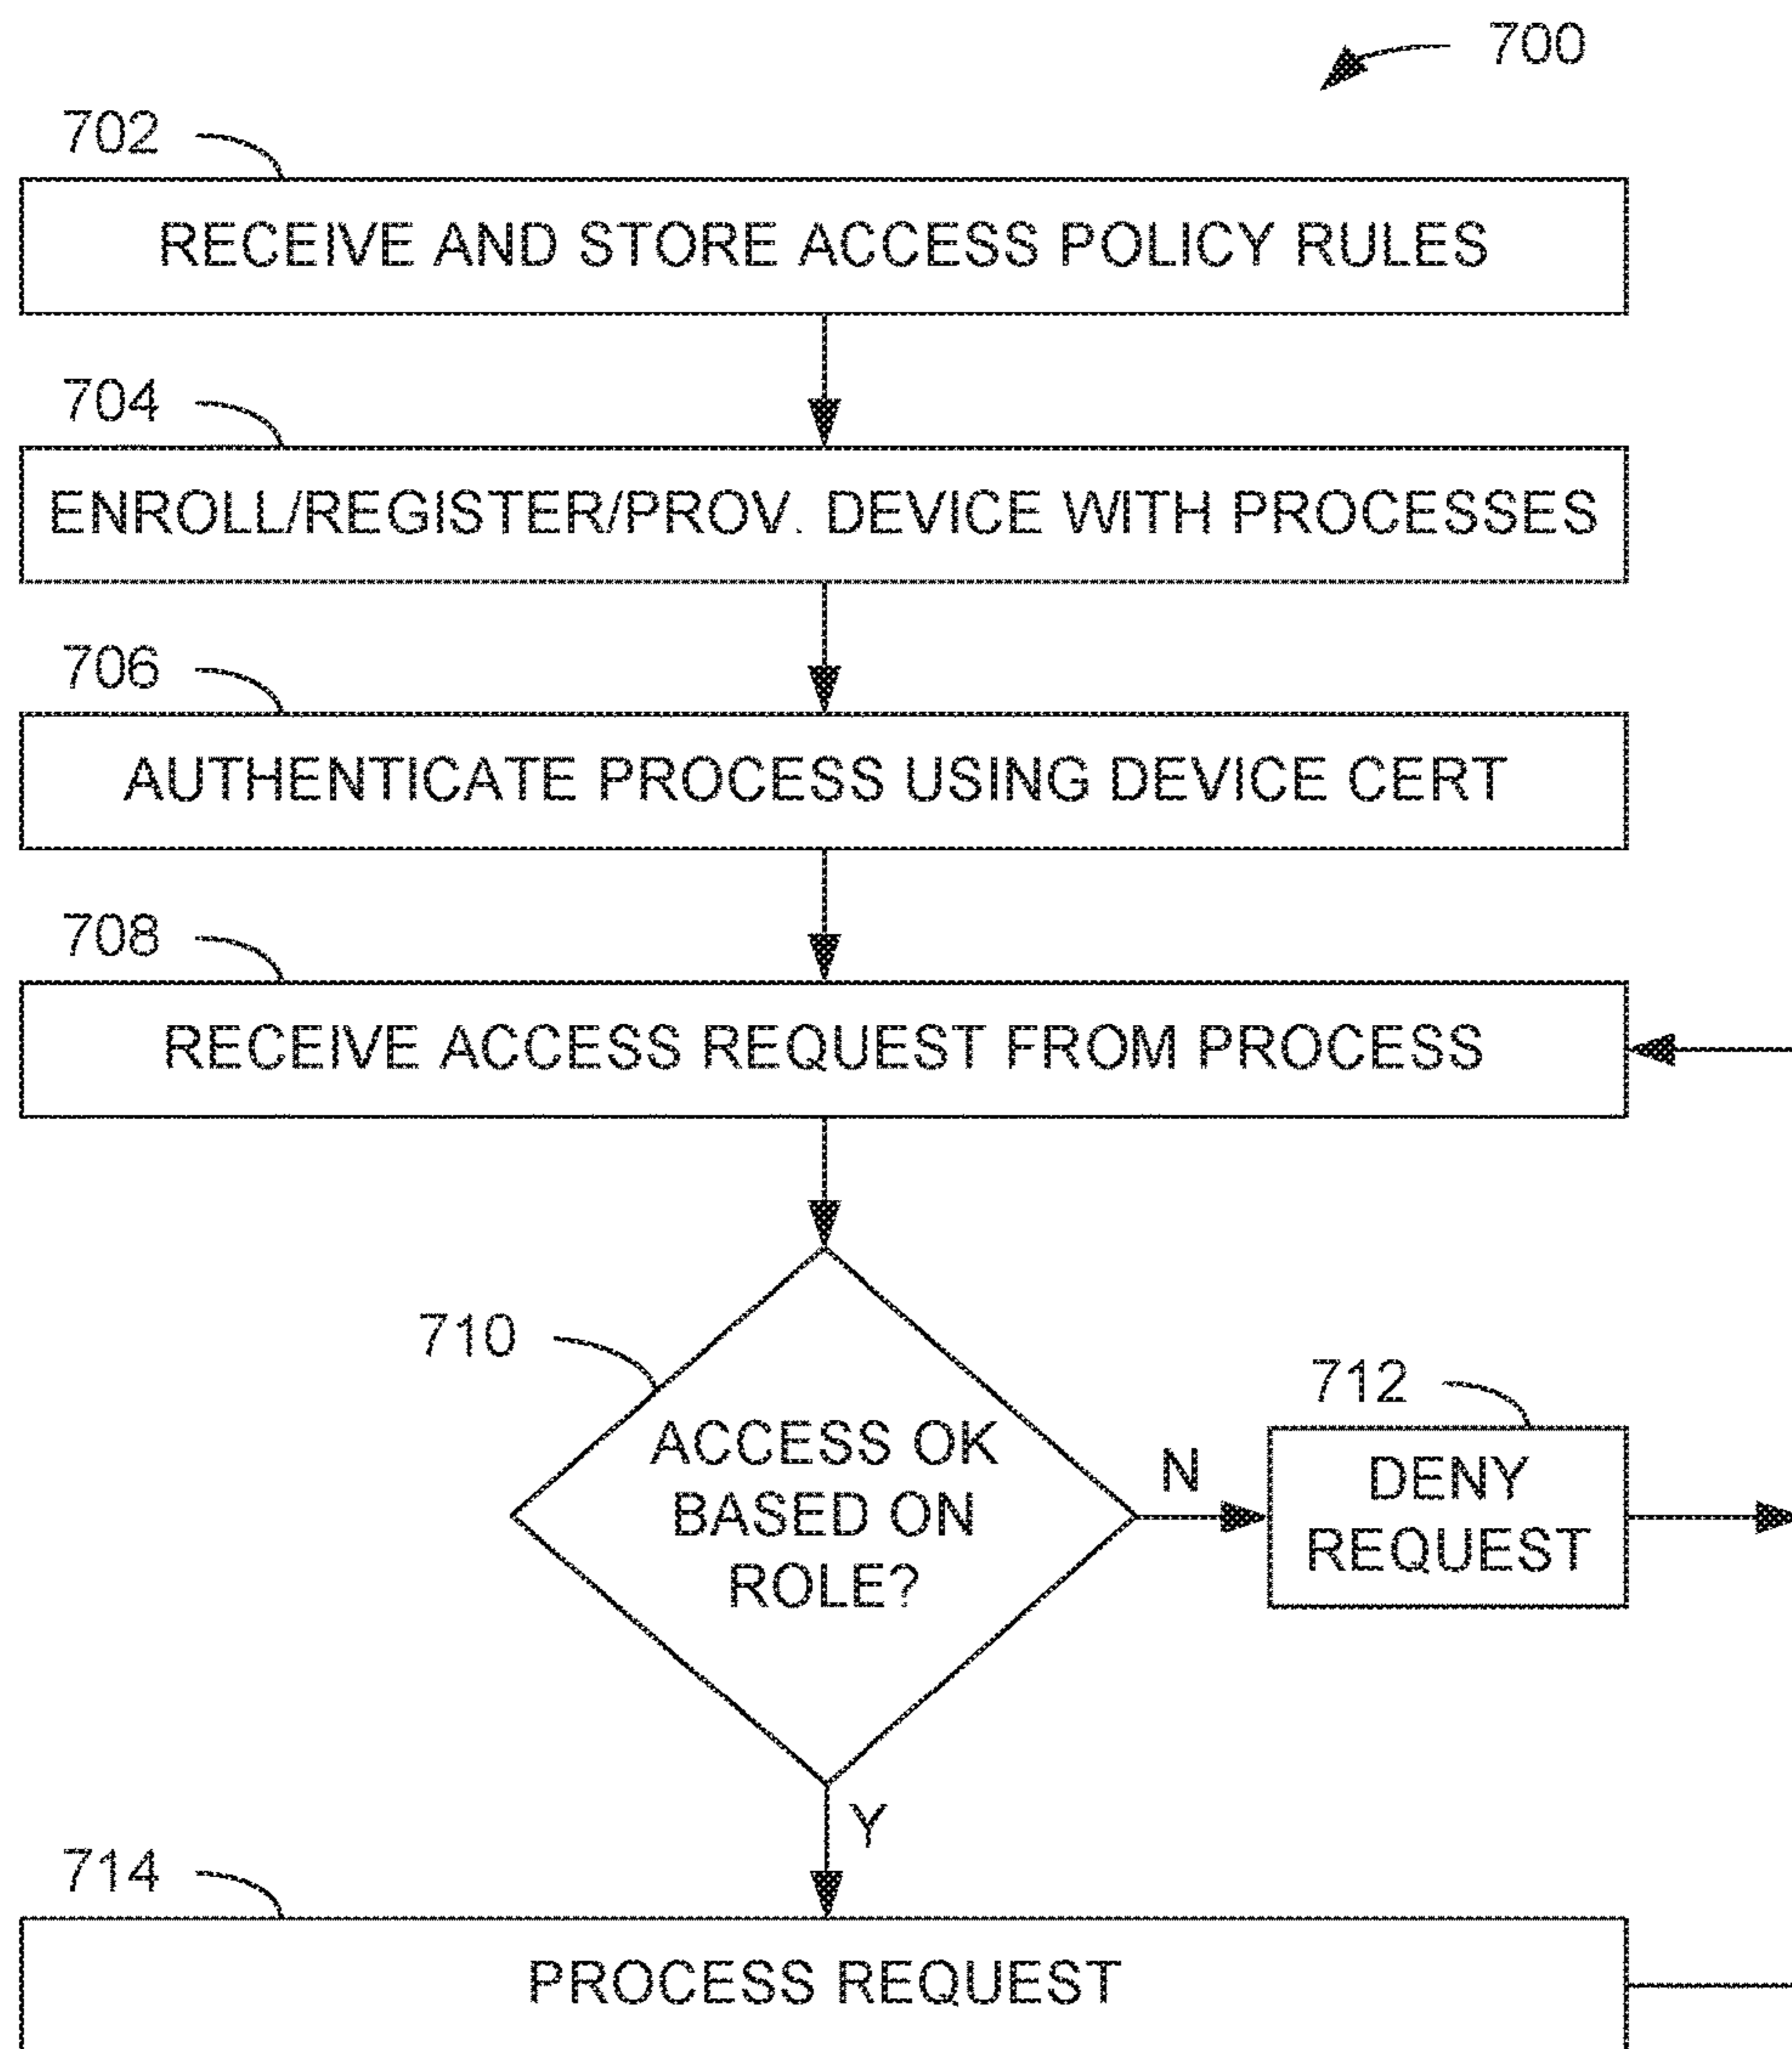 700
702
RECEIVE AND STORE ACCESS POLICY RULES
704
ENROLL/REGISTER/PROV. DEVICE WITH PROCESSES
706
AUTHENTICATE PROCESS USING DEVICE CERT
708
RECEIVE ACCESS REQUEST FROM PROCESS
710
ACCESS OK
BASED ON
ROLE?
N
712
DENY
REQUEST
Y
714
PROCESS REQUEST